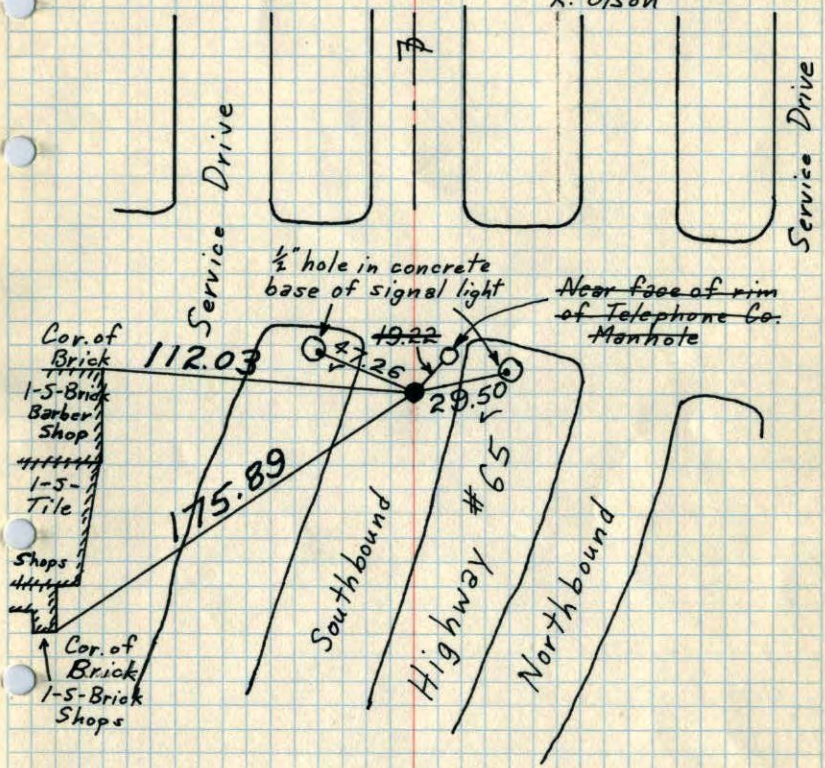 Service Drive
Service Drive
1/2" hole in concrete
base of signal light
Near face of rim
of Telephone Co.
Manhole
Cor. of
Brick
112.03
47.26
19.22
29.50
1-S-Brick
Barber
Shop
1-S-
Tile
Shops
175.89
Southbound
Highway # 65
Northbound
Cor. of
Brick
1-S-Brick
Shops